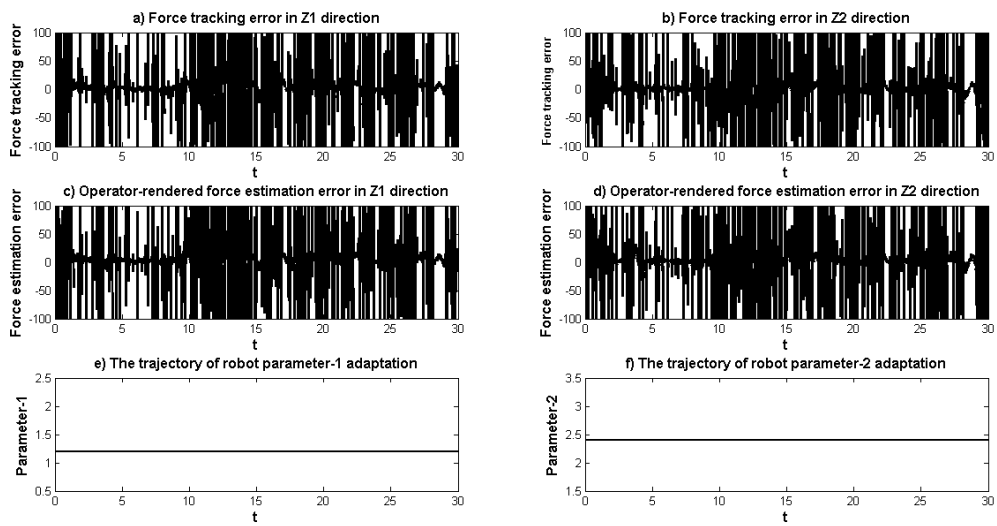 a) Force tracking error in Z1 direction
Force tracking error
100
50
0
-50
-100
0 5 10 15 20 25 30
t
b) Force tracking error in Z2 direction
Force tracking error
100
50
0
-50
-100
0 5 10 15 20 25 30
t
c) Operator-rendered force estimation error in Z1 direction
Force estimation error
100
50
0
-50
-100
0 5 10 15 20 25 30
t
d) Operator-rendered force estimation error in Z2 direction
Force estimation error
100
50
0
-50
-100
0 5 10 15 20 25 30
t
e) The trajectory of robot parameter-1 adaptation
Parameter-1
2.5
2
1.5
1
0.5
0 5 10 15 20 25 30
t
f) The trajectory of robot parameter-2 adaptation
Parameter-2
3.5
3
2.5
2
1.5
0 5 10 15 20 25 30
t